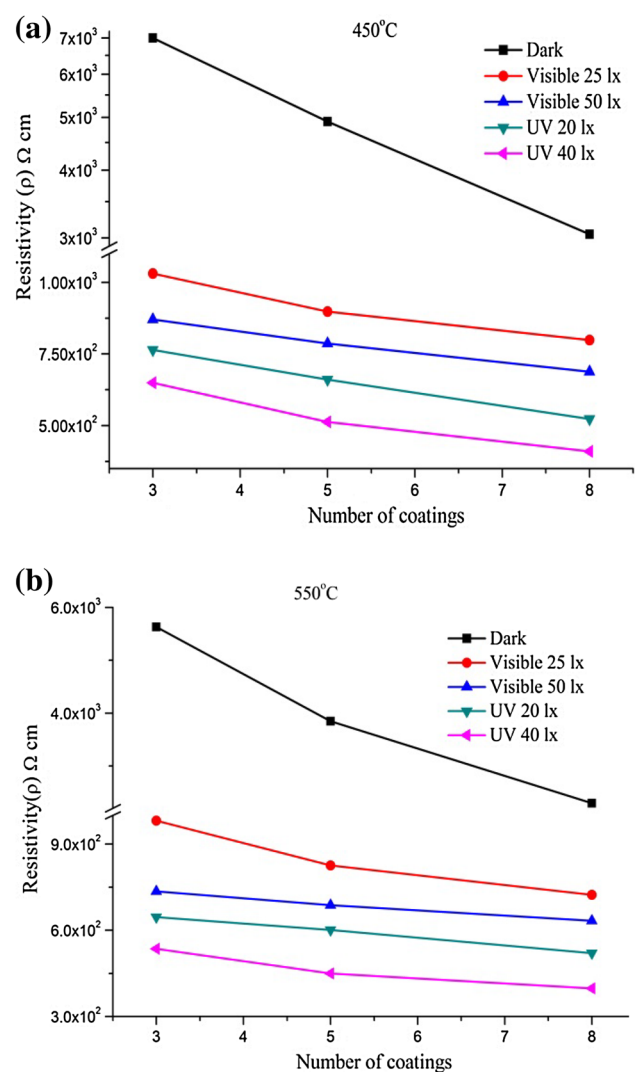 (a)
450°C
7x10³
6x10³
5x10³
4x10³
3x10³
1.00x10³
7.50x10²
5.00x10²
Resistivity (ρ) Ω cm
Dark
Visible 25 lx
Visible 50 lx
UV 20 lx
UV 40 lx
3 4 5 6 7 8
Number of coatings
(b)
550°C
6.0x10³
4.0x10³
9.0x10²
6.0x10²
3.0x10²
Resistivity(ρ) Ω cm
Dark
Visible 25 lx
Visible 50 lx
UV 20 lx
UV 40 lx
3 4 5 6 7 8
Number of coatings